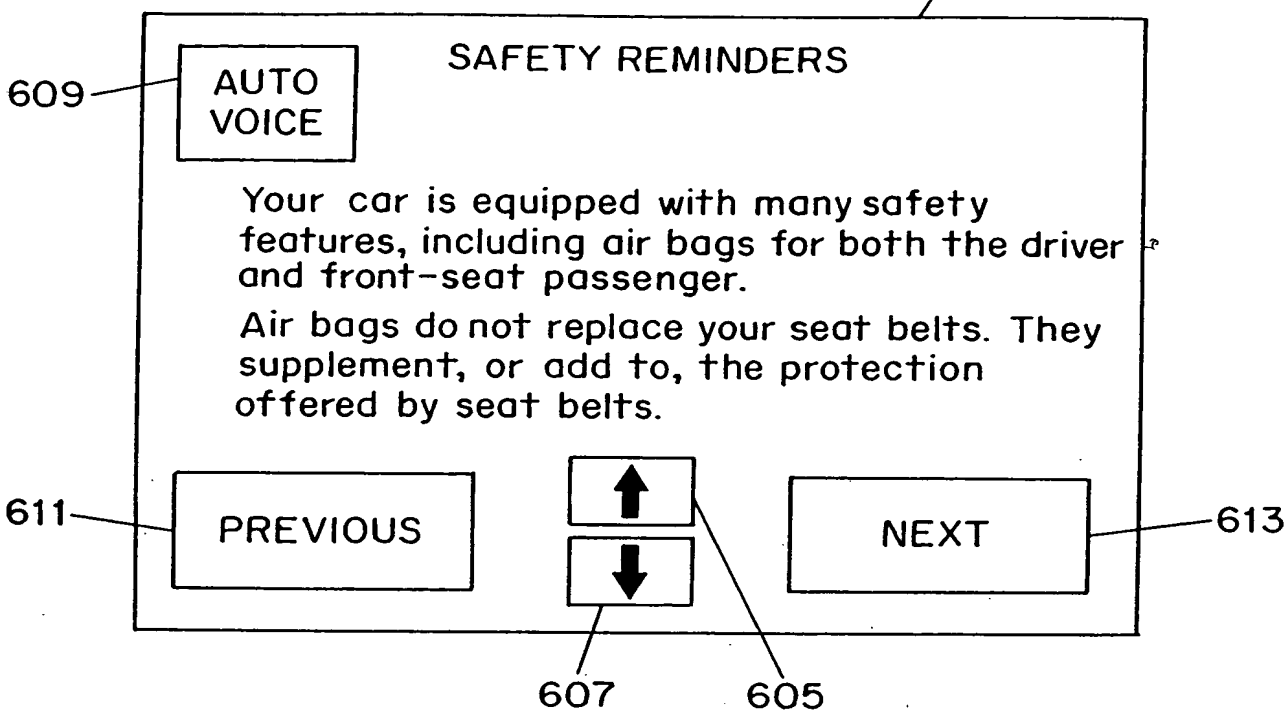 SAFETY REMINDERS
609
AUTO
VOICE
Your car is equipped with many safety
features, including air bags for both the driver
and front-seat passenger.
Air bags do not replace your seat belts. They
supplement, or add to, the protection
offered by seat belts.
611
PREVIOUS
NEXT
613
607
605